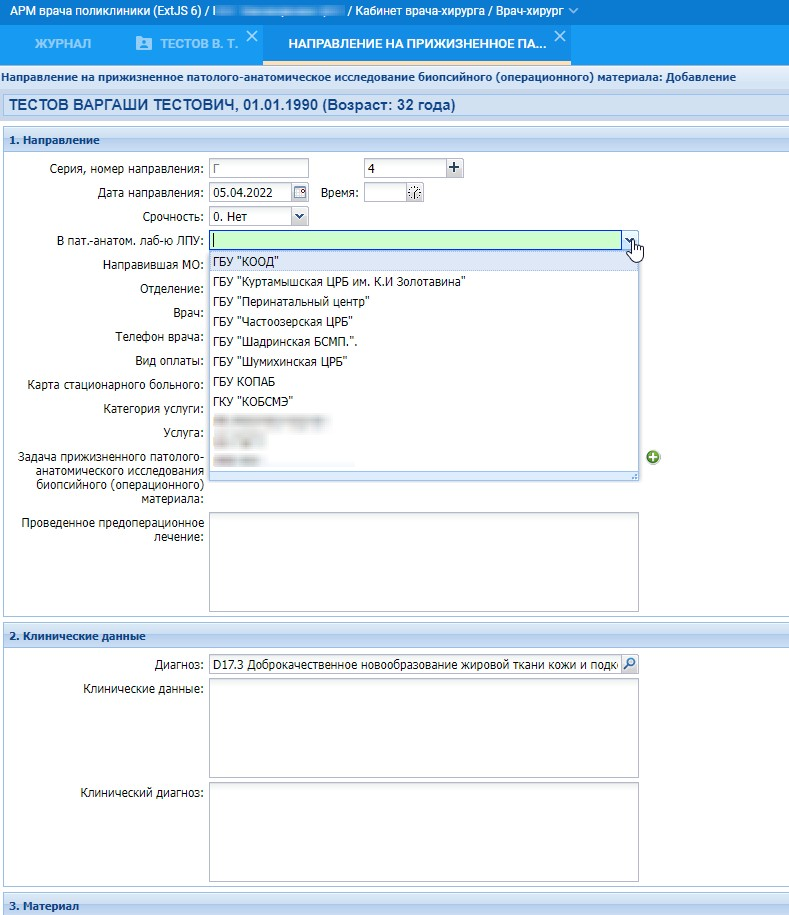 АРМ врача поликлиники (ExtJS 6) / / Кабинет врача-хирурга / Врач-хирург
ЖУРНАЛ ТЕСТОВ В. Т. НАПРАВЛЕНИЕ НА ПРИЖИЗНЕННОЕ ПА...
Направление на прижизненное патолого-анатомическое исследование биопсийного (операционного) материала: Добавление
ТЕСТОВ ВАРГАШИ ТЕСТОВИЧ, 01.01.1990 (Возраст: 32 года)
1. Направление
Серия, номер направления: Г 4
Дата направления: 05.04.2022 Время:
Срочность: 0. Нет
В пат.-анатом. лаб-ю ЛПУ:
Направившая МО: ГБУ "КООД"
ГБУ "Куртамышская ЦРБ им. К.И Золотавина"
Отделение:
ГБУ "Перинатальный центр"
Врач:
ГБУ "Частоозерская ЦРБ"
Телефон врача:
ГБУ "Шадринская БСМП.".
Вид оплаты: ГБУ "Шумихинская ЦРБ"
Карта стационарного больного: ГБУ КОПАБ
Категория услуги: ГКУ "КОБСМЭ"
Услуга:
Задача прижизненного патолого-
анатомического исследования
биопсийного (операционного)
материала:
Проведенное предоперационное
лечение:
2. Клинические данные
Диагноз: D17.3 Доброкачественное новообразование жировой ткани кожи и подк
Клинические данные:
Клинический диагноз:
3. Материал